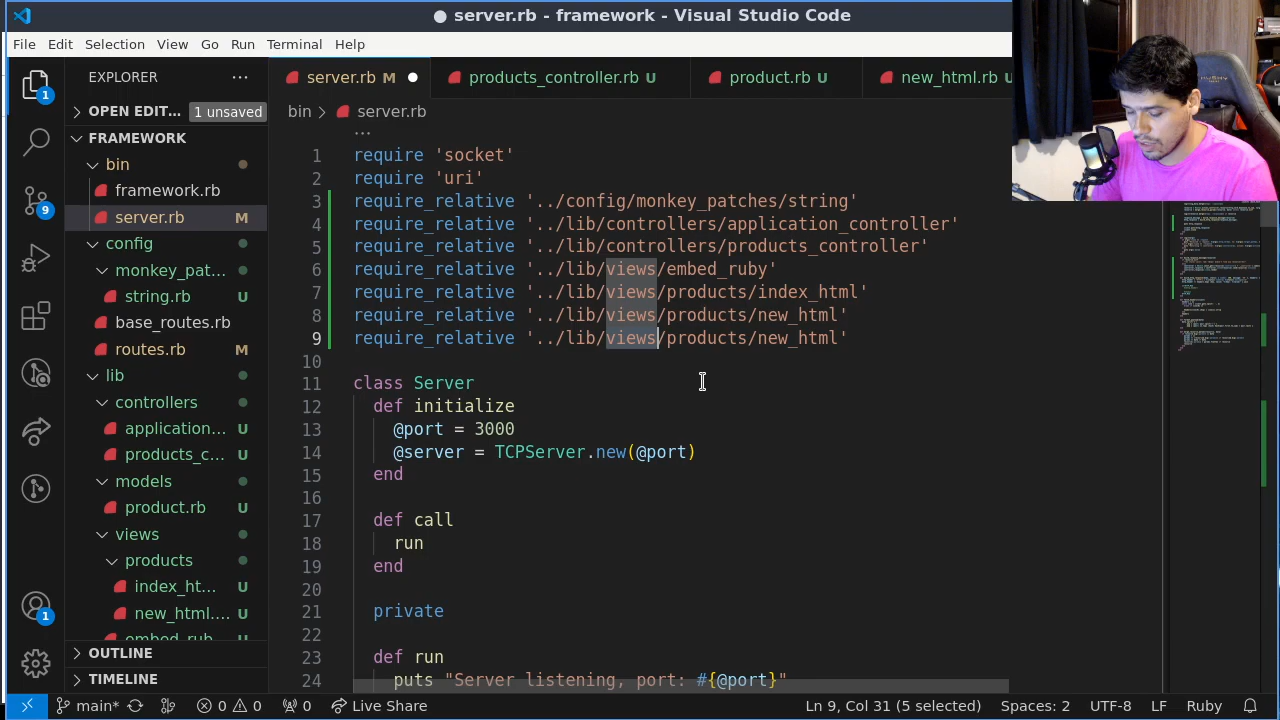 server.rb - framework - Visual Studio Code
File Edit Selection View Go Run Terminal Help
EXPLORER
server.rb M
products_controller.rb U
product.rb U
new_html.rb U
OPEN EDIT... 1 unsaved
bin > server.rb
FRAMEWORK
bin
framework.rb
server.rb M
config
monkey_pat...
string.rb U
base_routes.rb
routes.rb M
lib
controllers
application... U
products_c... U
models
product.rb U
views
products
index_ht... U
new_html.... U
embed_rub U
OUTLINE
TIMELINE
1
9
1
...
1 require 'socket'
2 require 'uri'
3 require_relative '../config/monkey_patches/string'
4 require_relative '../lib/controllers/application_controller'
5 require_relative '../lib/controllers/products_controller'
6 require_relative '../lib/views/embed_ruby'
7 require_relative '../lib/views/products/index_html'
8 require_relative '../lib/views/products/new_html'
9 require_relative '../lib/views/products/new_html'
10
11 class Server
12 def initialize
13 @port = 3000
14 @server = TCPServer.new(@port)
15 end
16
17 def call
18 run
19 end
20
21 private
22
23 def run
24 puts "Server listening, port: #{@port}"
main* 0 0 0 Live Share Ln 9, Col 31 (5 selected) Spaces: 2 UTF-8 LF Ruby